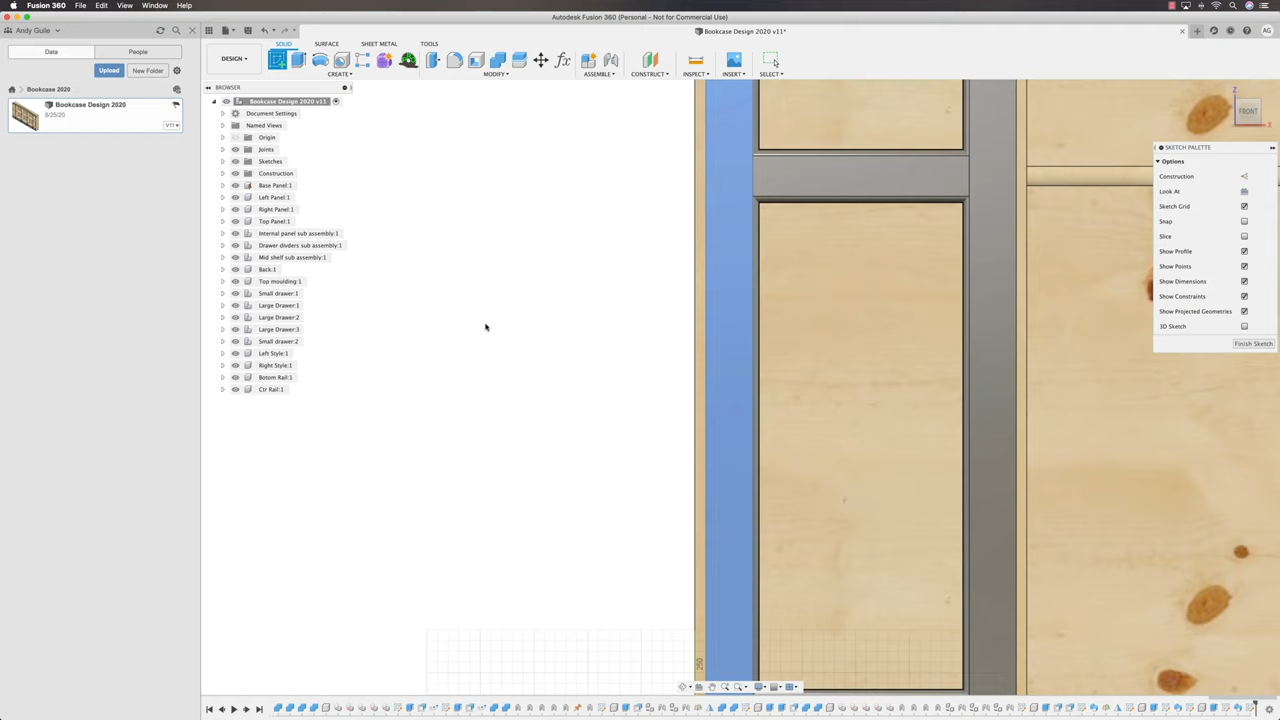 Fusion 360 File Edit View Window Help
Autodesk Fusion 360 (Personal - Not for Commercial Use)
Andy Guile
Bookcase Design 2020 v11*
AG
Data People
Upload New Folder
Bookcase 2020
Bookcase Design 2020
8/25/20
V11
DESIGN
SOLID SURFACE SHEET METAL TOOLS
CREATE MODIFY ASSEMBLE CONSTRUCT INSPECT INSERT SELECT
BROWSER
Bookcase Design 2020 v11
Document Settings
Named Views
Origin
Joints
Sketches
Construction
Base Panel:1
Left Panel:1
Right Panel:1
Top Panel:1
Internal panel sub assembly:1
Drawer divders sub assembly:1
Mid shelf sub assembly:1
Back:1
Top moulding:1
Small drawer:1
Large Drawer:1
Large Drawer:2
Large Drawer:3
Small drawer:2
Left Style:1
Right Style:1
Botom Rail:1
Ctr Rail:1
Z
FRONT
X
SKETCH PALETTE
Options
Construction
Look At
Sketch Grid
Snap
Slice
Show Profile
Show Points
Show Dimensions
Show Constraints
Show Projected Geometries
3D Sketch
Finish Sketch
250